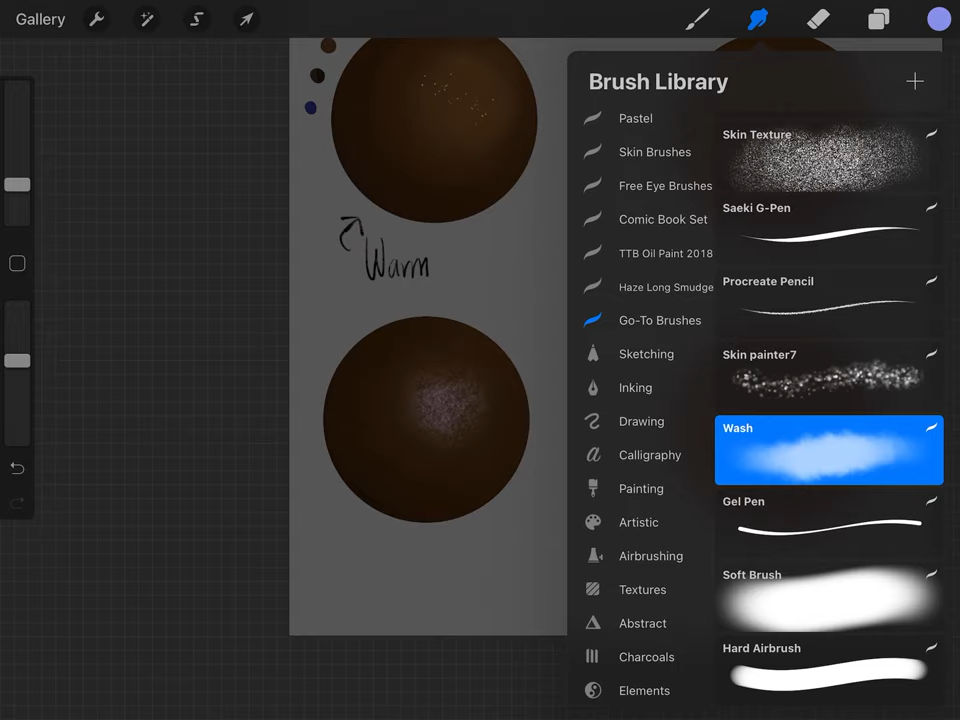 Gallery
Brush Library
Pastel
Skin Brushes
Free Eye Brushes
Comic Book Set
TTB Oil Paint 2018
Haze Long Smudge
Go-To Brushes
Sketching
Inking
Drawing
Calligraphy
Painting
Artistic
Airbrushing
Textures
Abstract
Charcoals
Elements
Skin Texture
Saeki G-Pen
Procreate Pencil
Skin painter7
Wash
Gel Pen
Soft Brush
Hard Airbrush
Warm